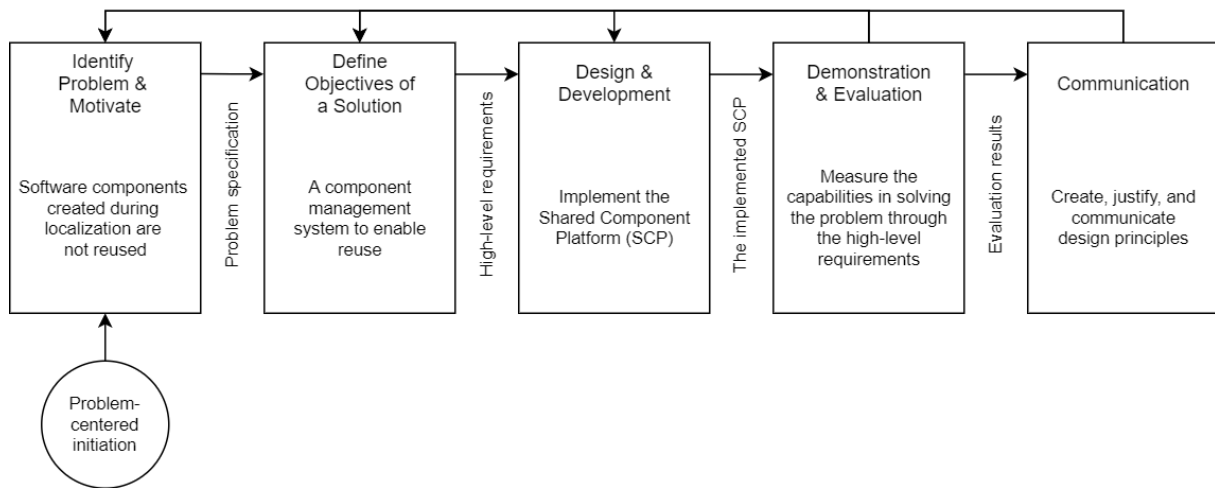 Identify
Problem &
Motivate
Software components
created during
localization are
not reused
Problem specification
Define
Objectives of
a Solution
A component
management
system to enable
reuse
High-level requirements
Design &
Development
Implement the
Shared Component
Platform (SCP)
The implemented SCP
Demonstration
& Evaluation
Measure the
capabilities in solving
the problem through
the high-level
requirements
Evaluation results
Communication
Create, justify, and
communicate
design principles
Problem-
centered
initiation